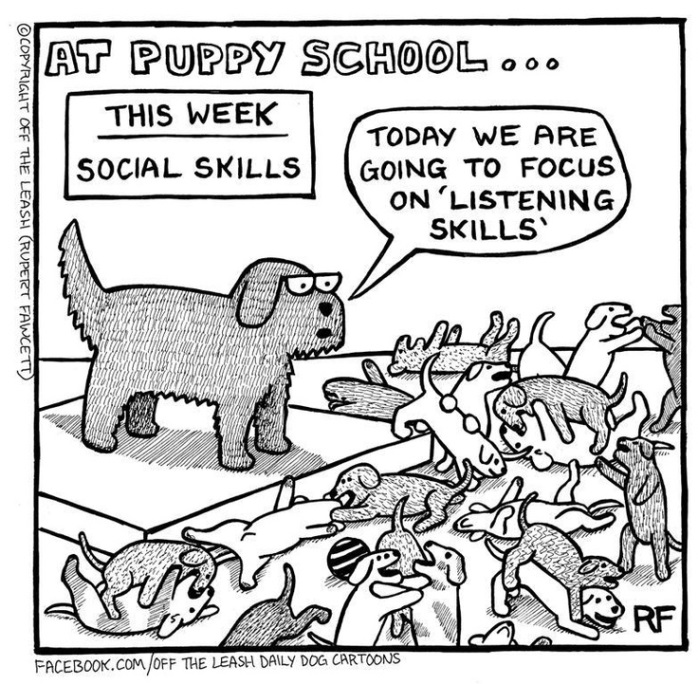 AT PUPPY SCHOOL...
THIS WEEK
SOCIAL SKILLS
TODAY WE ARE
GOING TO FOCUS
ON 'LISTENING
SKILLS'
©COPYRIGHT OFF THE LEASH (RUPERT FAWCETT)
RF
FACEBOOK.COM/OFF THE LEASH DAILY DOG CARTOONS